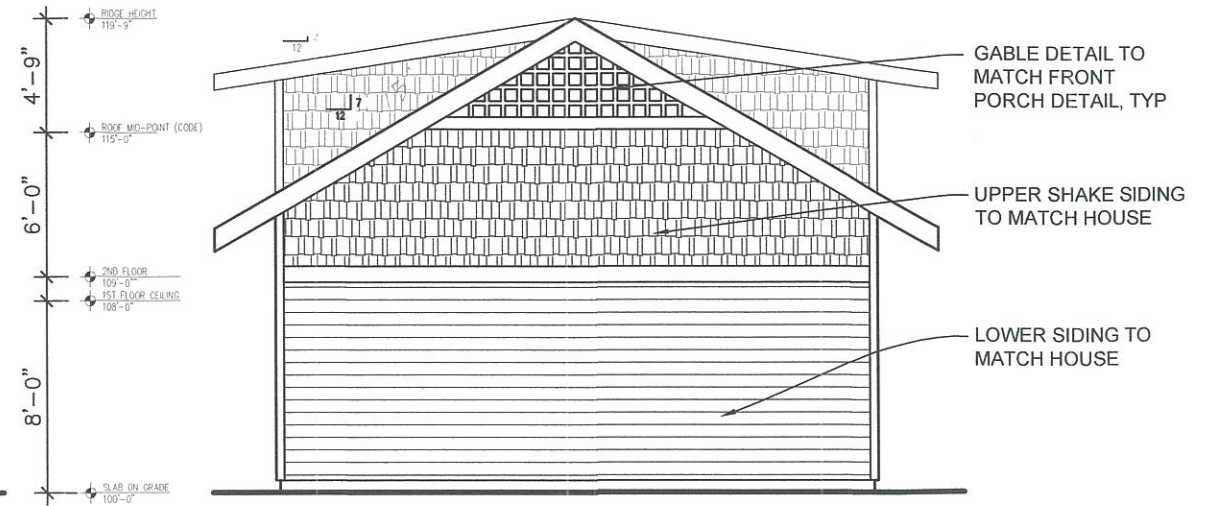 RIDGE HEIGHT
119'-9"
4'-9"
12
7
12
GABLE DETAIL TO
MATCH FRONT
PORCH DETAIL, TYP
ROOF MID-POINT (CODE)
115'-0"
6'-0"
UPPER SHAKE SIDING
TO MATCH HOUSE
2ND FLOOR
109'-0"
1ST FLOOR CEILING
108'-0"
8'-0"
LOWER SIDING TO
MATCH HOUSE
SLAB ON GRADE
100'-0"